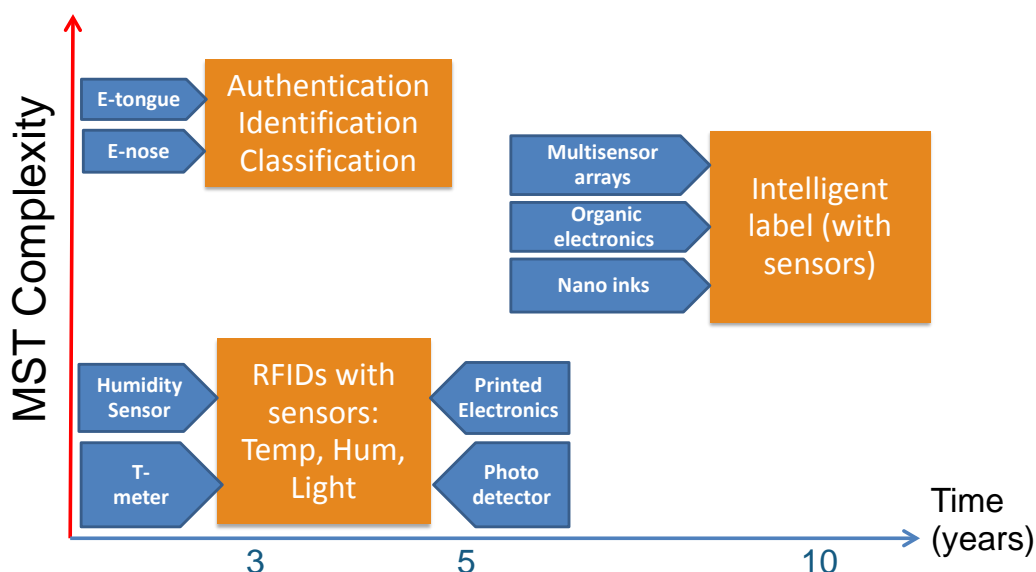 MST Complexity
E-tongue
E-nose
Authentication
Identification
Classification
Multisensor
arrays
Organic
electronics
Nano inks
Intelligent
label (with
sensors)
Humidity
Sensor
T-
meter
RFIDs with
sensors:
Temp, Hum,
Light
Printed
Electronics
Photo
detector
Time
(years)
3
5
10